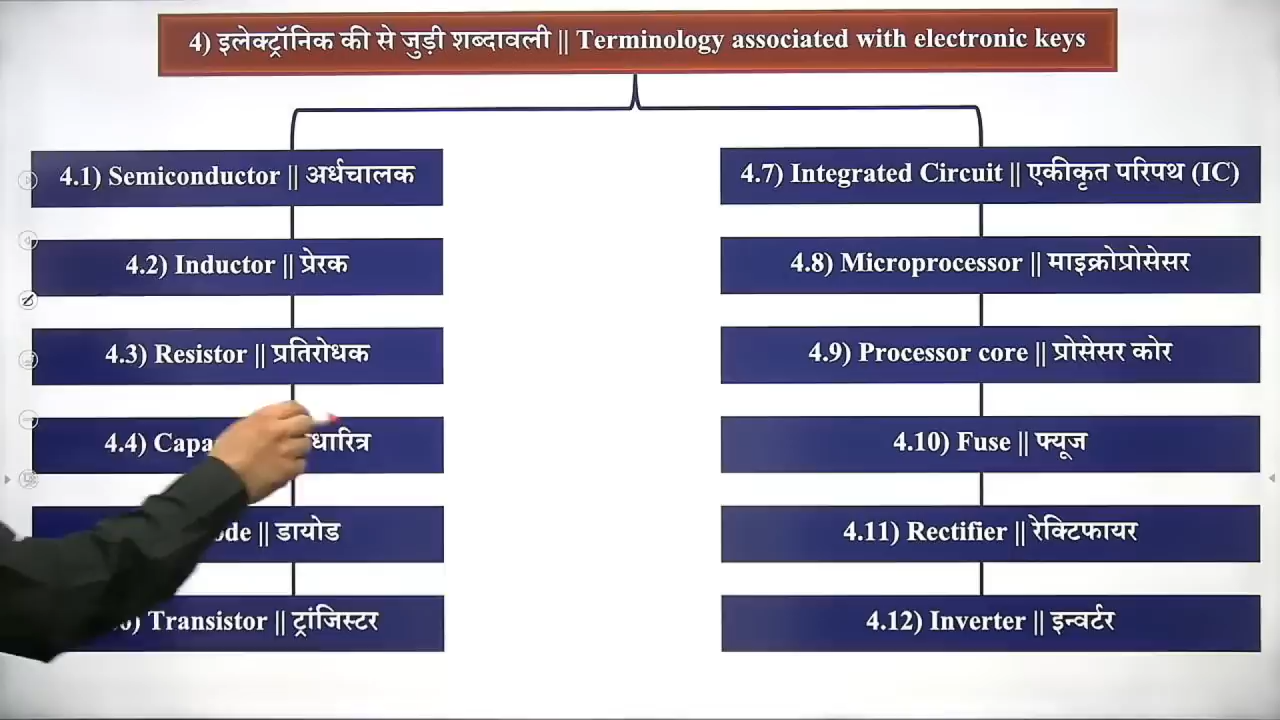 4) इलेक्ट्रॉनिक की से जुड़ी शब्दावली || Terminology associated with electronic keys
4.1) Semiconductor || अर्धचालक
4.2) Inductor || प्रेरक
4.3) Resistor || प्रतिरोधक
4.4)
|| डायोड
Transistor || ट्रांजिस्टर
4.7) Integrated Circuit || एकीकृत परिपथ (IC)
4.8) Microprocessor || माइक्रोप्रोसेसर
4.9) Processor core || प्रोसेसर कोर
4.10) Fuse || फ्यूज
4.11) Rectifier || रेक्टिफायर
4.12) Inverter || इन्वर्टर